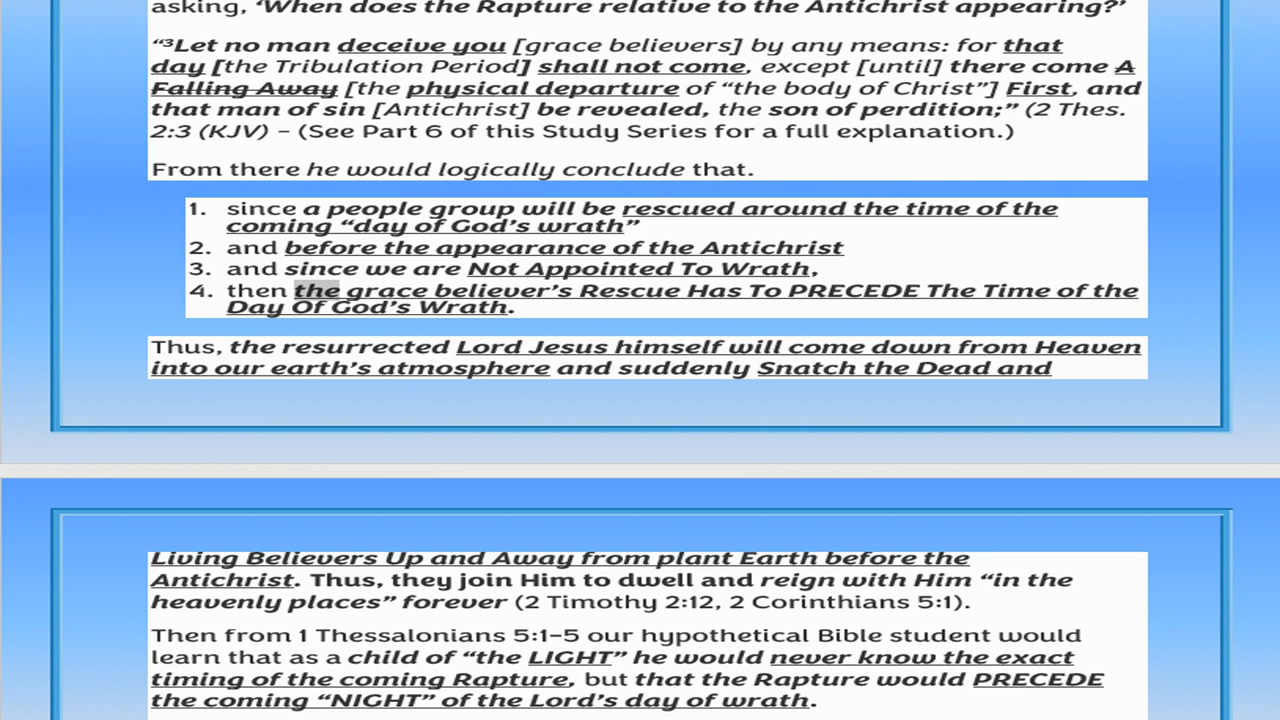 asking, ‘When does the Rapture relative to the Antichrist appearing?’
“³Let no man deceive you [grace believers] by any means: for that
day [the Tribulation Period] shall not come, except [until] there come A
Falling Away [the physical departure of “the body of Christ”] First, and
that man of sin [Antichrist] be revealed, the son of perdition;” (2 Thes.
2:3 (KJV) – (See Part 6 of this Study Series for a full explanation.)
From there he would logically conclude that.
1. since a people group will be rescued around the time of the
coming “day of God’s wrath”
2. and before the appearance of the Antichrist
3. and since we are Not Appointed To Wrath,
4. then the grace believer’s Rescue Has To PRECEDE The Time of the
Day Of God’s Wrath.
Thus, the resurrected Lord Jesus himself will come down from Heaven
into our earth’s atmosphere and suddenly Snatch the Dead and
Living Believers Up and Away from plant Earth before the
Antichrist. Thus, they join Him to dwell and reign with Him “in the
heavenly places” forever (2 Timothy 2:12, 2 Corinthians 5:1).
Then from 1 Thessalonians 5:1–5 our hypothetical Bible student would
learn that as a child of “the LIGHT” he would never know the exact
timing of the coming Rapture, but that the Rapture would PRECEDE
the coming “NIGHT” of the Lord’s day of wrath.